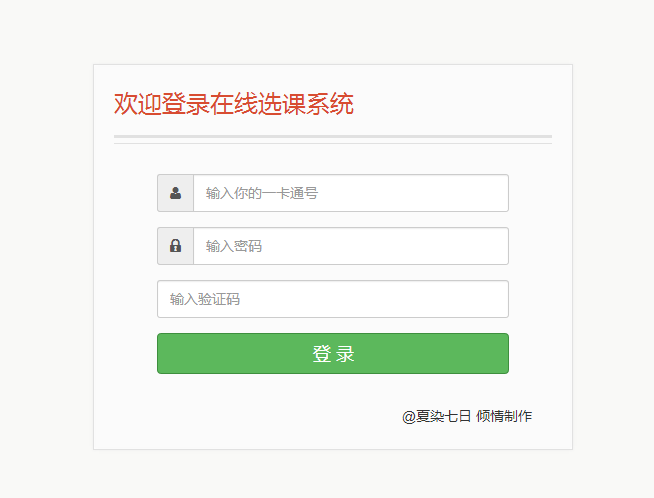 欢迎登录在线选课系统
输入你的一卡通号
输入密码
输入验证码
登 录
@夏染七日 倾情制作